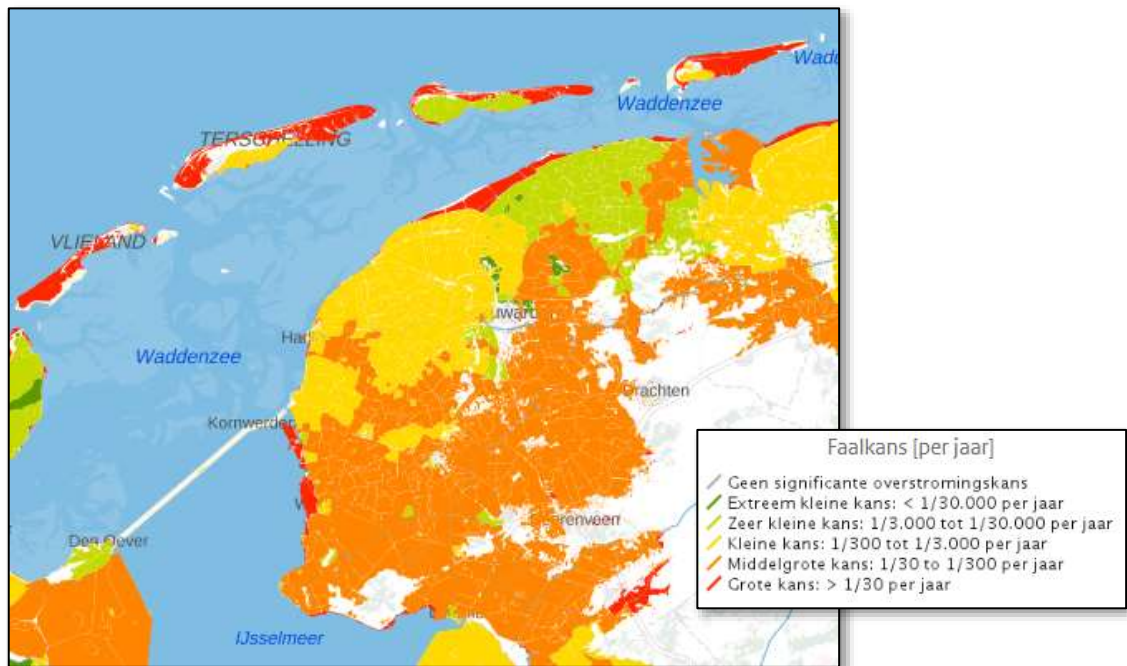 Wadd
Waddenzee
TERSCHELLING
VLIELAND
uward
Har
Waddenzee
Drachten
Kornwerder
Den Oever
IJsselmeer
Faalkans [per jaar]
Geen significante overstromingskans
Extreem kleine kans: < 1/30.000 per jaar
Zeer kleine kans: 1/3.000 tot 1/30.000 per jaar
Kleine kans: 1/300 tot 1/3.000 per jaar
Middelgrote kans: 1/30 to 1/300 per jaar
Grote kans: > 1/30 per jaar